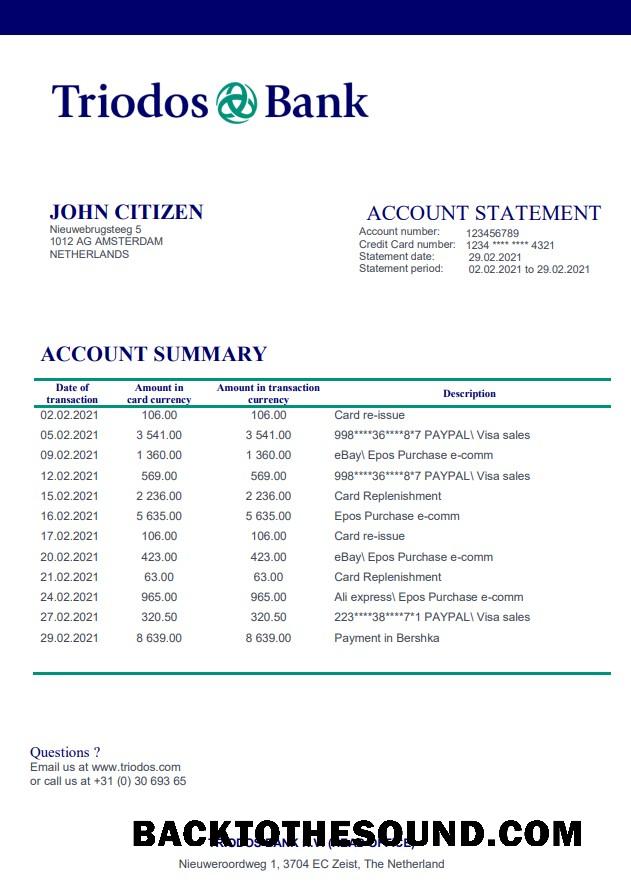 Triodos Bank
JOHN CITIZEN
Nieuwebrugsteeg 5
1012 AG AMSTERDAM
NETHERLANDS
ACCOUNT STATEMENT
Account number: 123456789
Credit Card number: 1234 **** **** 4321
Statement date: 29.02.2021
Statement period: 02.02.2021 to 29.02.2021
ACCOUNT SUMMARY
Date of transaction Amount in card currency Amount in transaction currency Description
02.02.2021 106.00 106.00 Card re-issue
05.02.2021 3 541.00 3 541.00 998****36****8*7 PAYPAL\ Visa sales
09.02.2021 1 360.00 1 360.00 eBay\ Epos Purchase e-comm
12.02.2021 569.00 569.00 998****36****8*7 PAYPAL\ Visa sales
15.02.2021 2 236.00 2 236.00 Card Replenishment
16.02.2021 5 635.00 5 635.00 Epos Purchase e-comm
17.02.2021 106.00 106.00 Card re-issue
20.02.2021 423.00 423.00 eBay\ Epos Purchase e-comm
21.02.2021 63.00 63.00 Card Replenishment
24.02.2021 965.00 965.00 Ali express\ Epos Purchase e-comm
27.02.2021 320.50 320.50 223****38****7*1 PAYPAL\ Visa sales
29.02.2021 8 639.00 8 639.00 Payment in Bershka
Questions ?
Email us at www.triodos.com
or call us at +31 (0) 30 693 65
BACKTOTHESOUND.COM
TRIODOS BANK (HEAD OFFICE)
Nieuweroordweg 1, 3704 EC Zeist, The Netherland